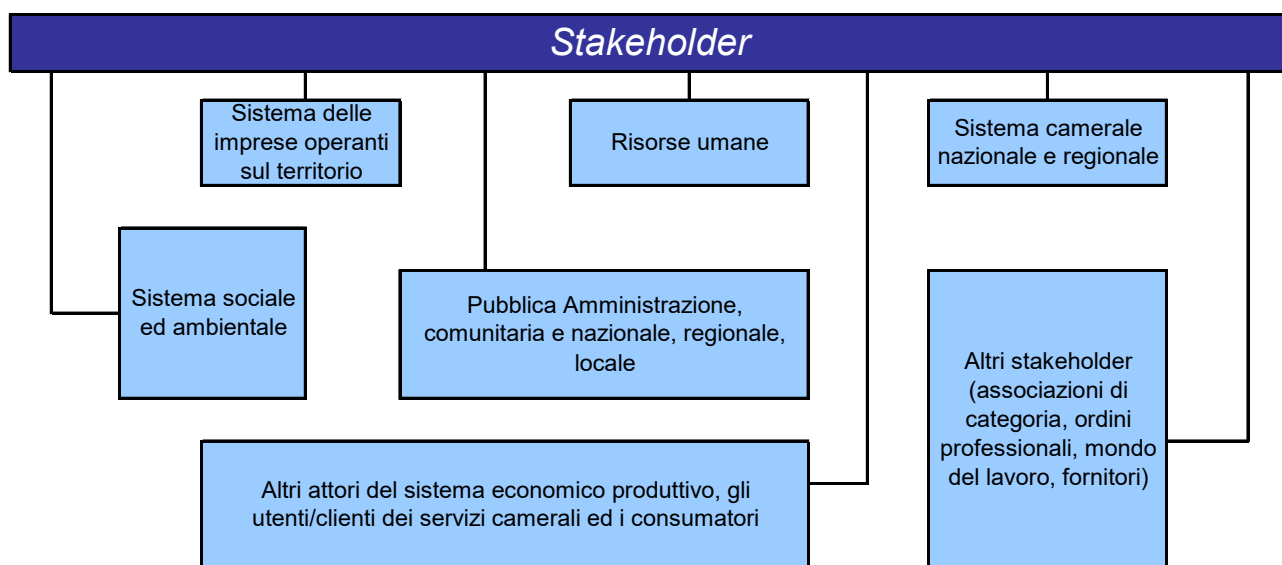 Stakeholder
Sistema delle
imprese operanti
sul territorio
Risorse umane
Sistema camerale
nazionale e regionale
Sistema sociale
ed ambientale
Pubblica Amministrazione,
comunitaria e nazionale, regionale,
locale
Altri stakeholder
(associazioni di
categoria, ordini
professionali, mondo
del lavoro, fornitori)
Altri attori del sistema economico produttivo, gli
utenti/clienti dei servizi camerali ed i consumatori